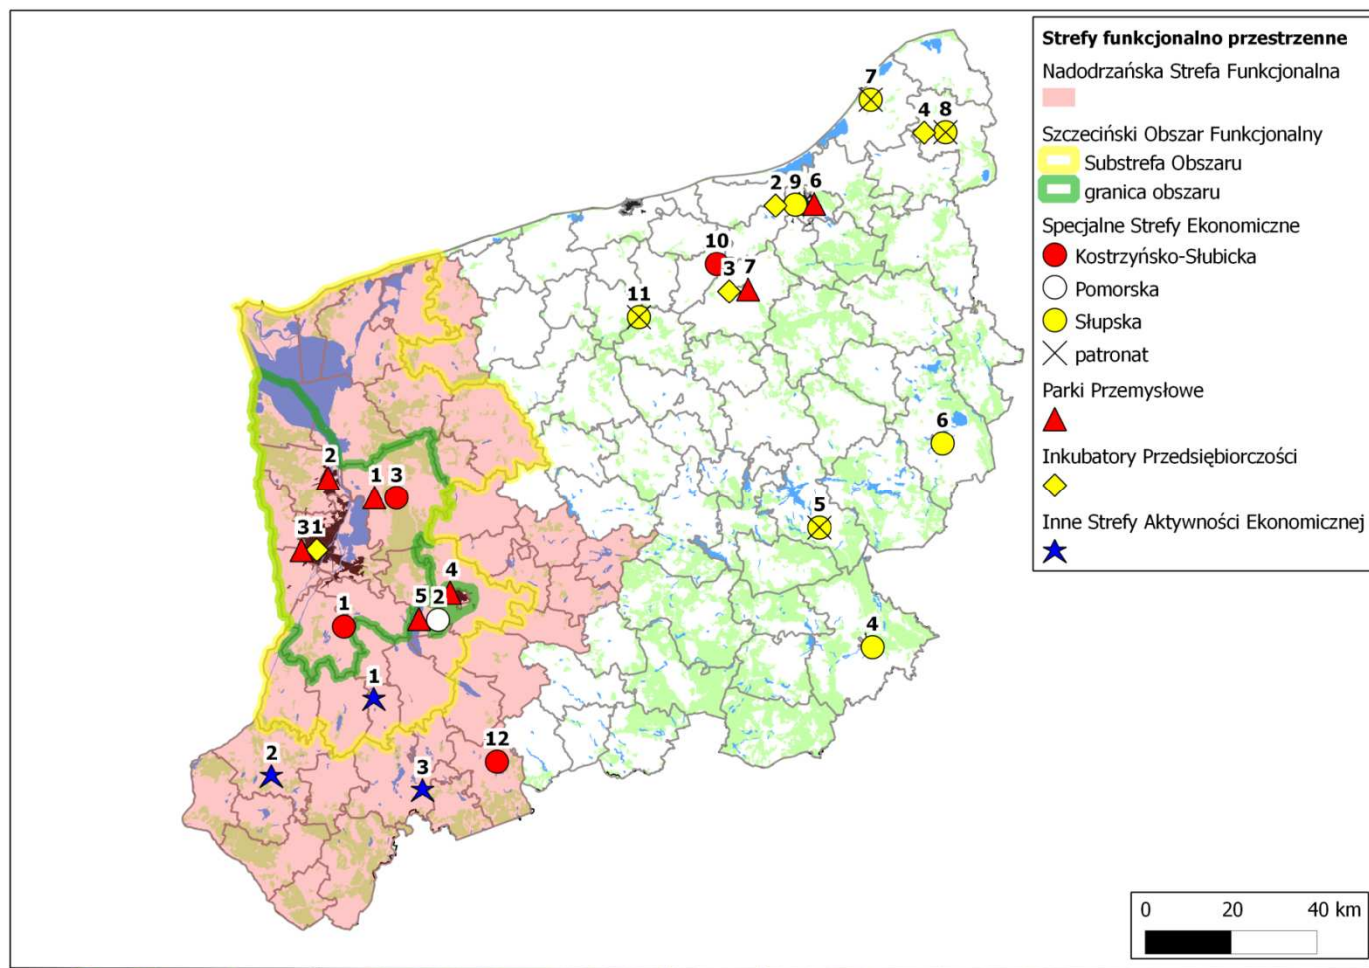 Strefy funkcjonalno przestrzenne
Nadodrzańska Strefa Funkcjonalna
Szczeciński Obszar Funkcjonalny
Substrefa Obszaru
granica obszaru
Specjalne Strefy Ekonomiczne
Kostrzyńsko-Słubicka
Pomorska
Słupska
patronat
Parki Przemysłowe
Inkubatory Przedsiębiorczości
Inne Strefy Aktywności Ekonomicznej
7
4 8
2 9 6
10
3 7
11
6
2
1 3
5
31
4
5 2
1
4
1
12
2
3
0 20 40 km